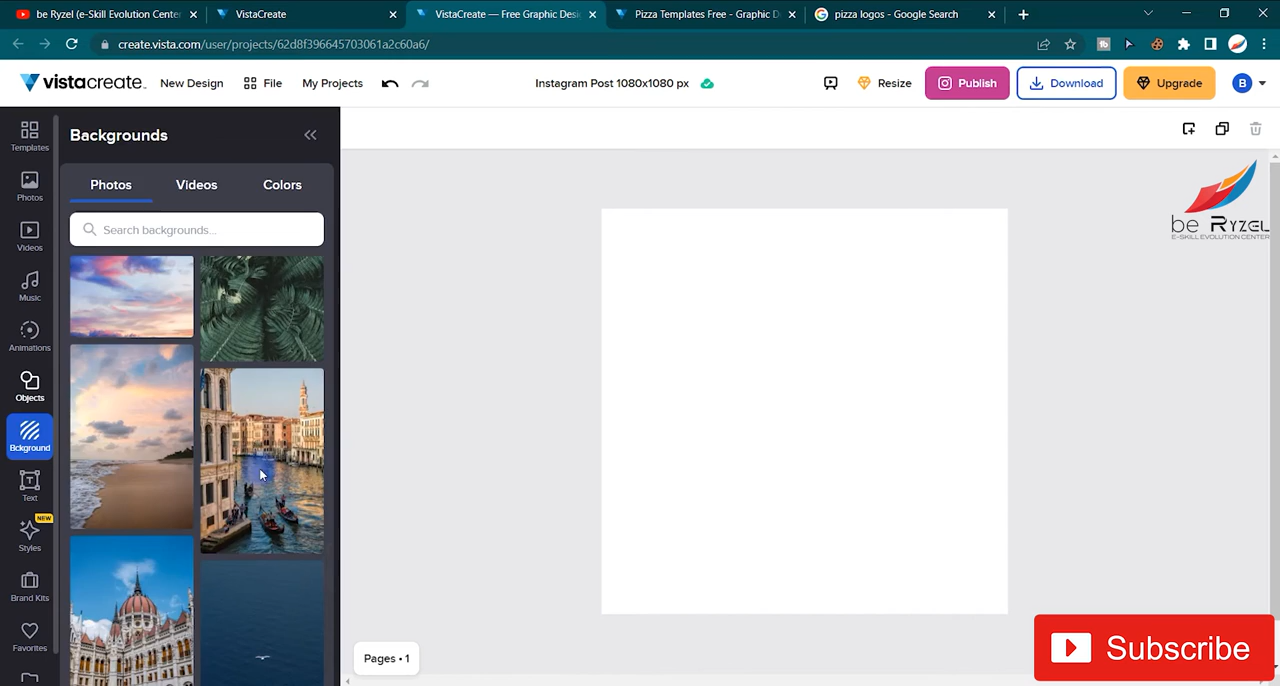 be Ryzel (e-Skill Evolution Center
VistaCreate
VistaCreate — Free Graphic Desi
Pizza Templates Free - Graphic D
pizza logos - Google Search
create.vista.com/user/projects/62d8f396645703061a2c60a6/
vistacreate
New Design
File
My Projects
Instagram Post 1080x1080 px
Resize
Publish
Download
Upgrade
B
Templates
Photos
Videos
Music
Animations
Objects
Bckground
Text
NEW
Styles
Brand Kits
Favorites
Backgrounds
Photos
Videos
Colors
Search backgrounds...
be RYZEL
E-SKILL EVOLUTION CENTER
Pages • 1
Subscribe